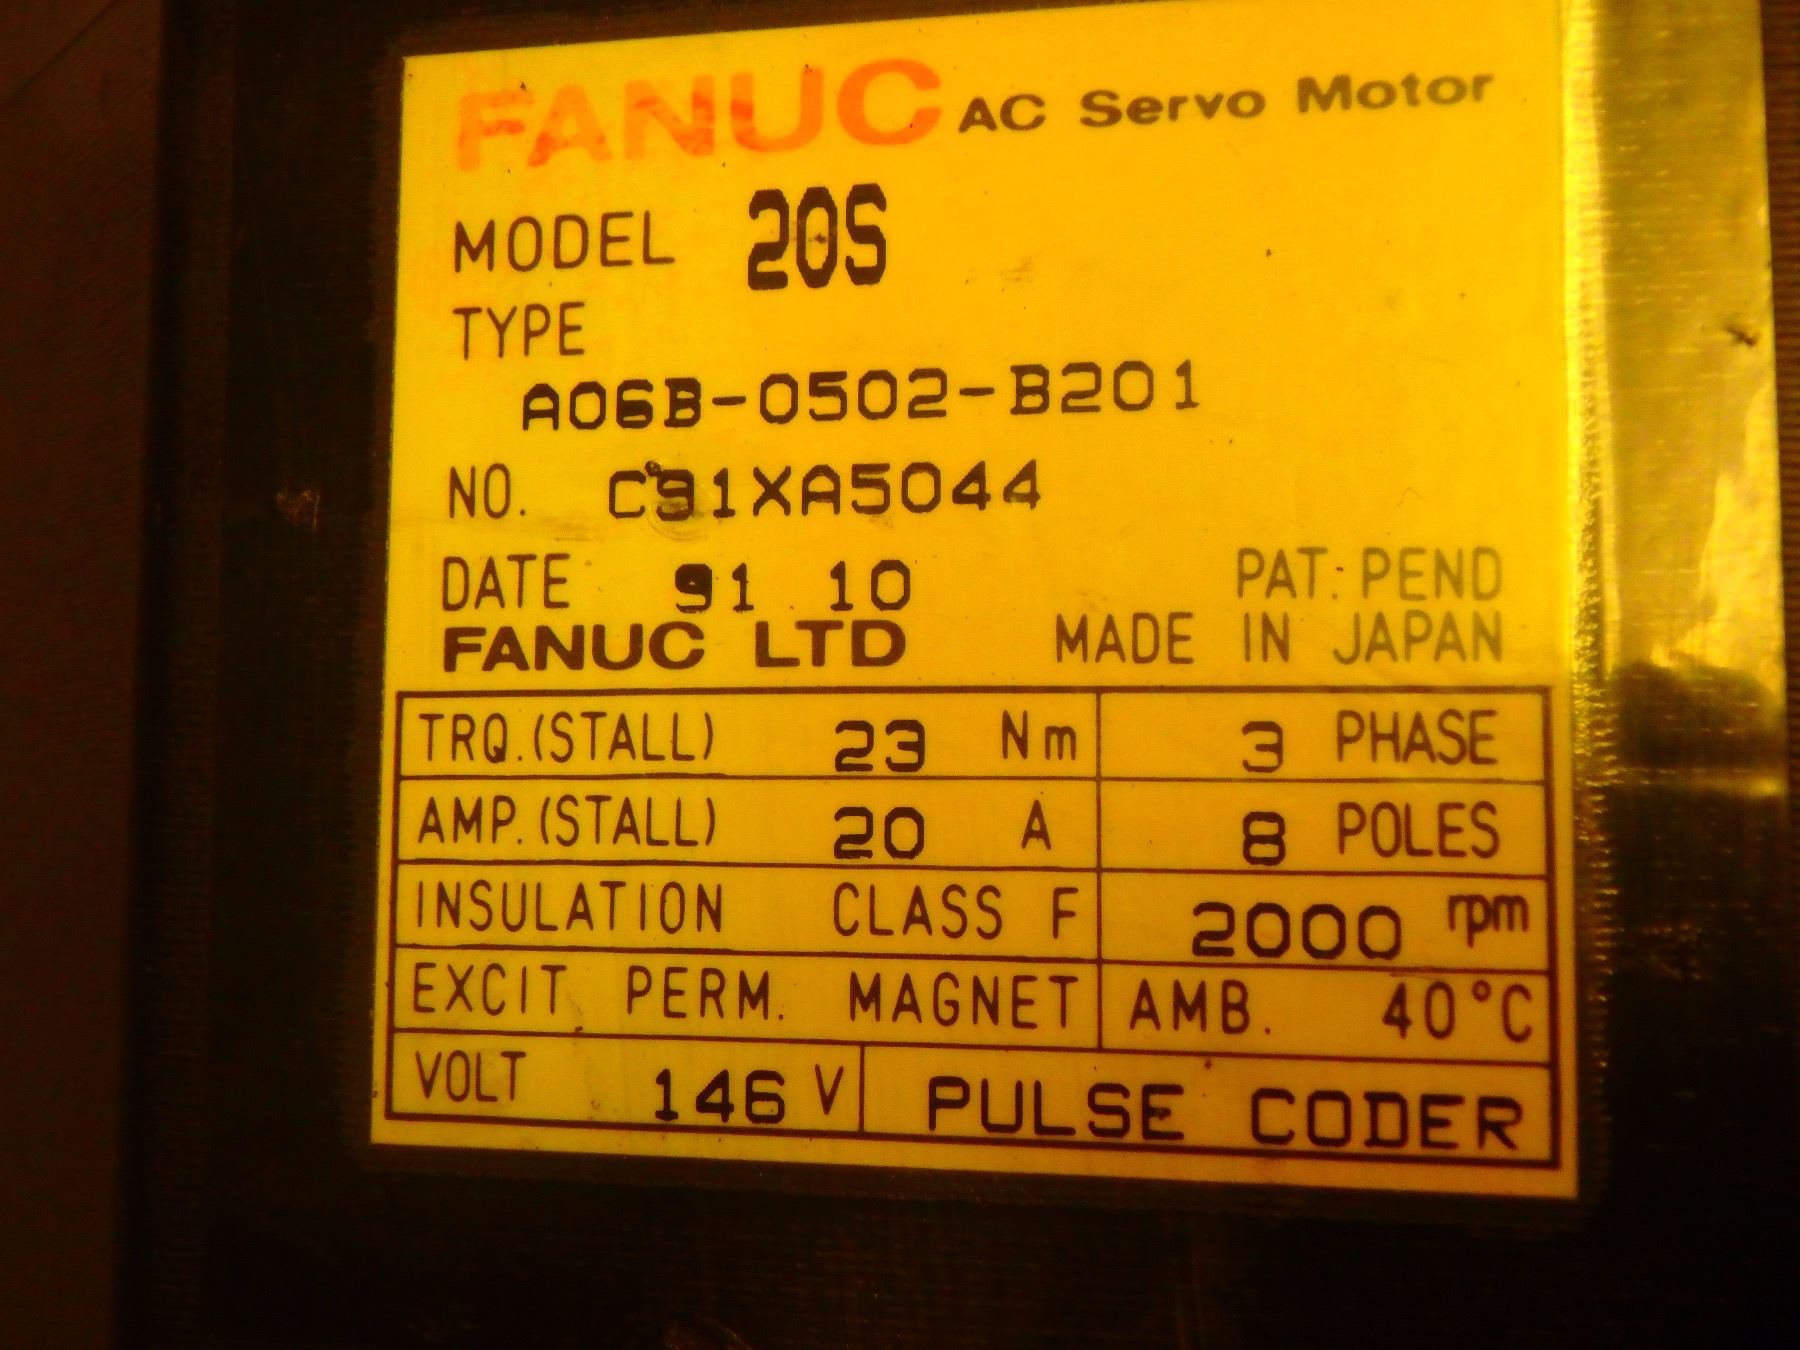 FANUC AC Servo Motor
MODEL 20S
TYPE
A06B-0502-B201
NO. C91XA5044
DATE 91.10
PAT. PEND
FANUC LTD MADE IN JAPAN
TRQ.(STALL) 23 Nm 3 PHASE
AMP.(STALL) 20 A 8 POLES
INSULATION CLASS F 2000 rpm
EXCIT PERM. MAGNET AMB. 40°C
VOLT 146 V PULSE CODER